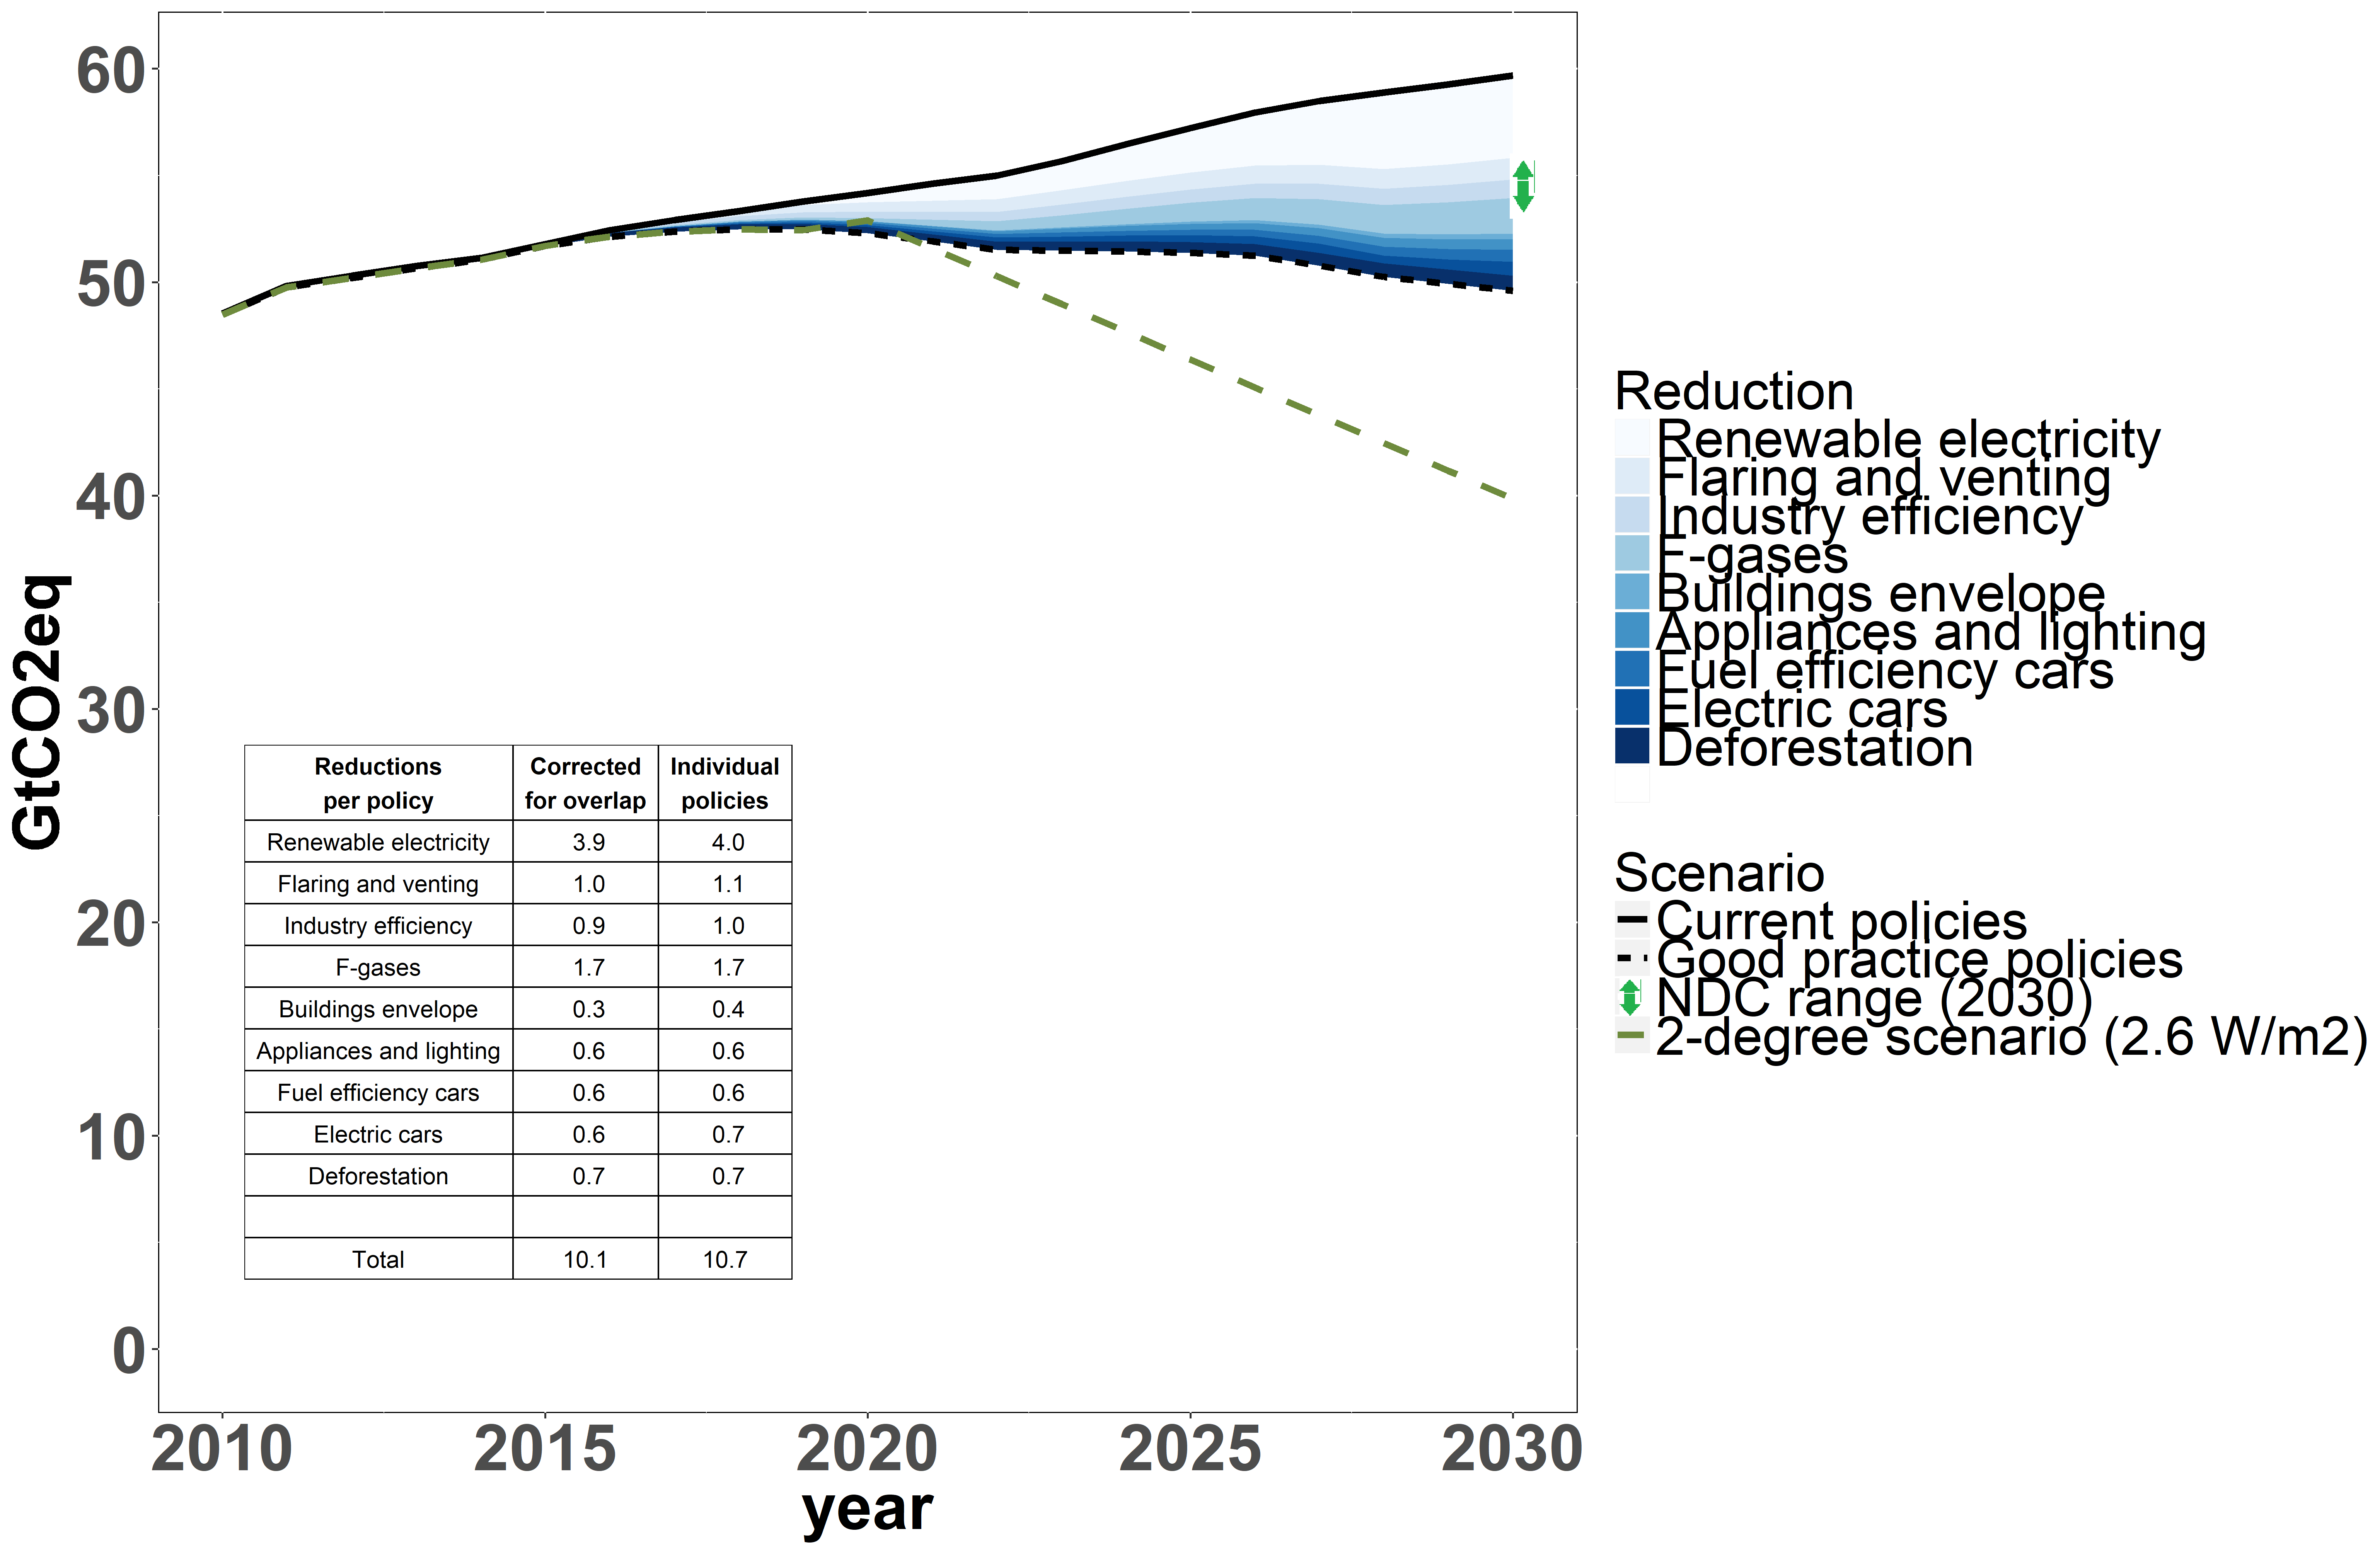 60
50
40
30
20
10
0
GtCO2eq
2010 2015 2020 2025 2030
year
Reductions per policy Corrected for overlap Individual policies
Renewable electricity 3.9 4.0
Flaring and venting 1.0 1.1
Industry efficiency 0.9 1.0
F-gases 1.7 1.7
Buildings envelope 0.3 0.4
Appliances and lighting 0.6 0.6
Fuel efficiency cars 0.6 0.6
Electric cars 0.6 0.7
Deforestation 0.7 0.7
Total 10.1 10.7
Reduction
Renewable electricity
Flaring and venting
Industry efficiency
F-gases
Buildings envelope
Appliances and lighting
Fuel efficiency cars
Electric cars
Deforestation
Scenario
Current policies
Good practice policies
NDC range (2030)
2-degree scenario (2.6 W/m2)